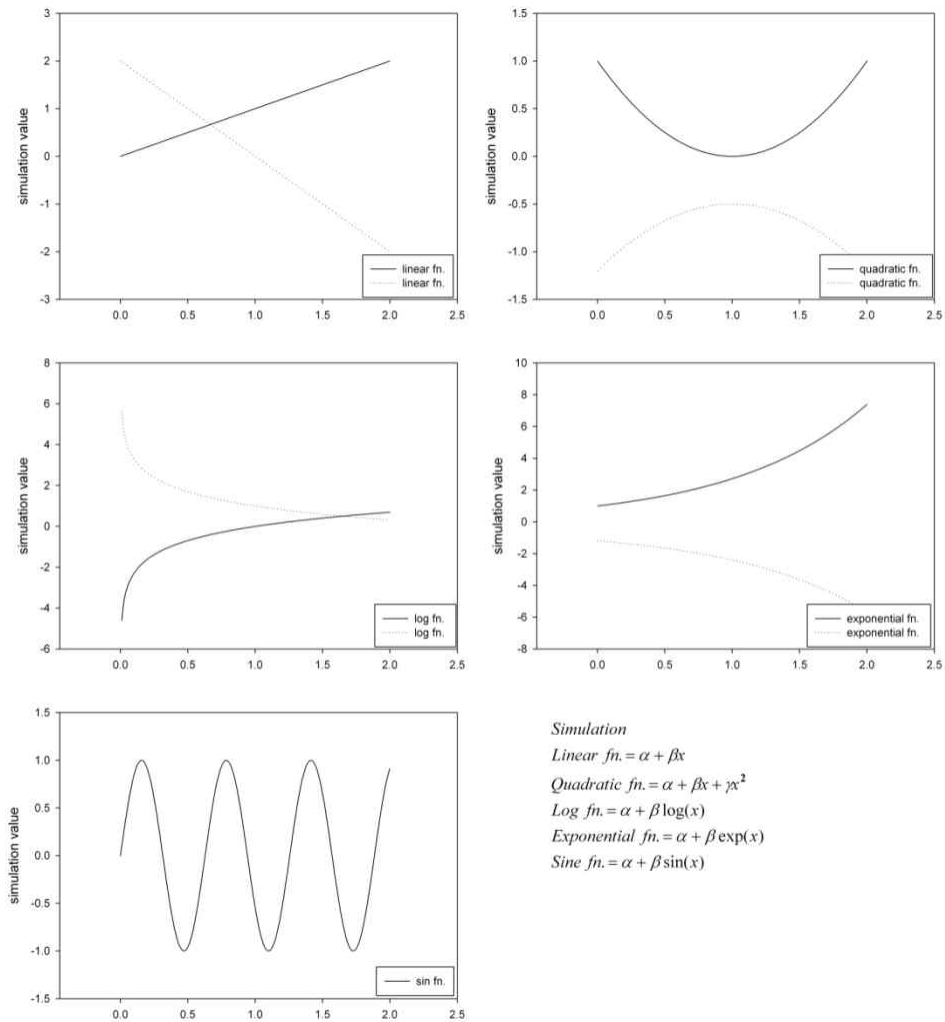 3
2
1
0
-1
-2
-3
simulation value
linear fn.
linear fn.
0.0 0.5 1.0 1.5 2.0 2.5
1.5
1.0
0.5
0.0
-0.5
-1.0
-1.5
simulation value
quadratic fn.
quadratic fn.
0.0 0.5 1.0 1.5 2.0 2.5
8
6
4
2
0
-2
-4
-6
simulation value
log fn.
log fn.
0.0 0.5 1.0 1.5 2.0 2.5
10
8
6
4
2
0
-2
-4
-6
-8
simulation value
exponential fn.
exponential fn.
0.0 0.5 1.0 1.5 2.0 2.5
1.5
1.0
0.5
0.0
-0.5
-1.0
-1.5
simulation value
sin fn.
0.0 0.5 1.0 1.5 2.0 2.5
Simulation
Linear fn. = α + βx
Quadratic fn. = α + βx + γx²
Log fn. = α + β log(x)
Exponential fn. = α + β exp(x)
Sine fn. = α + β sin(x)